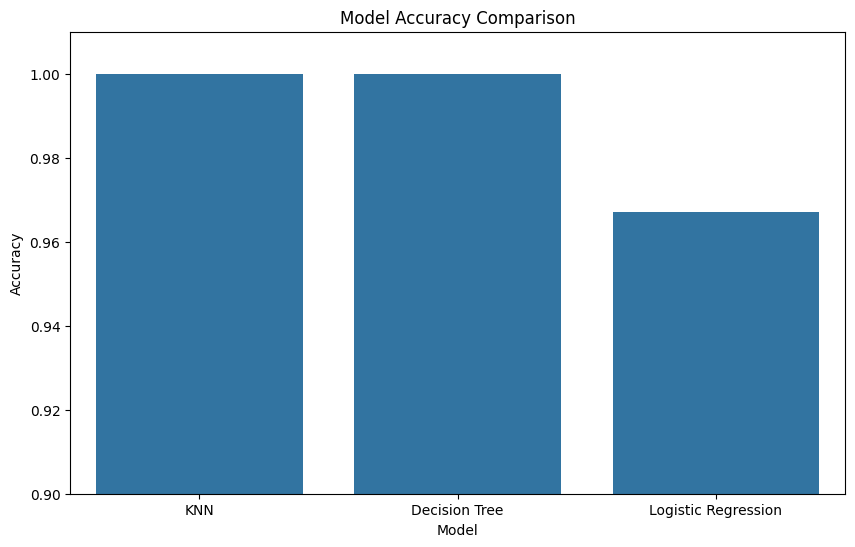 Model Accuracy Comparison
1.00
0.98
0.96
0.94
0.92
0.90
Accuracy
KNN
Decision Tree
Logistic Regression
Model